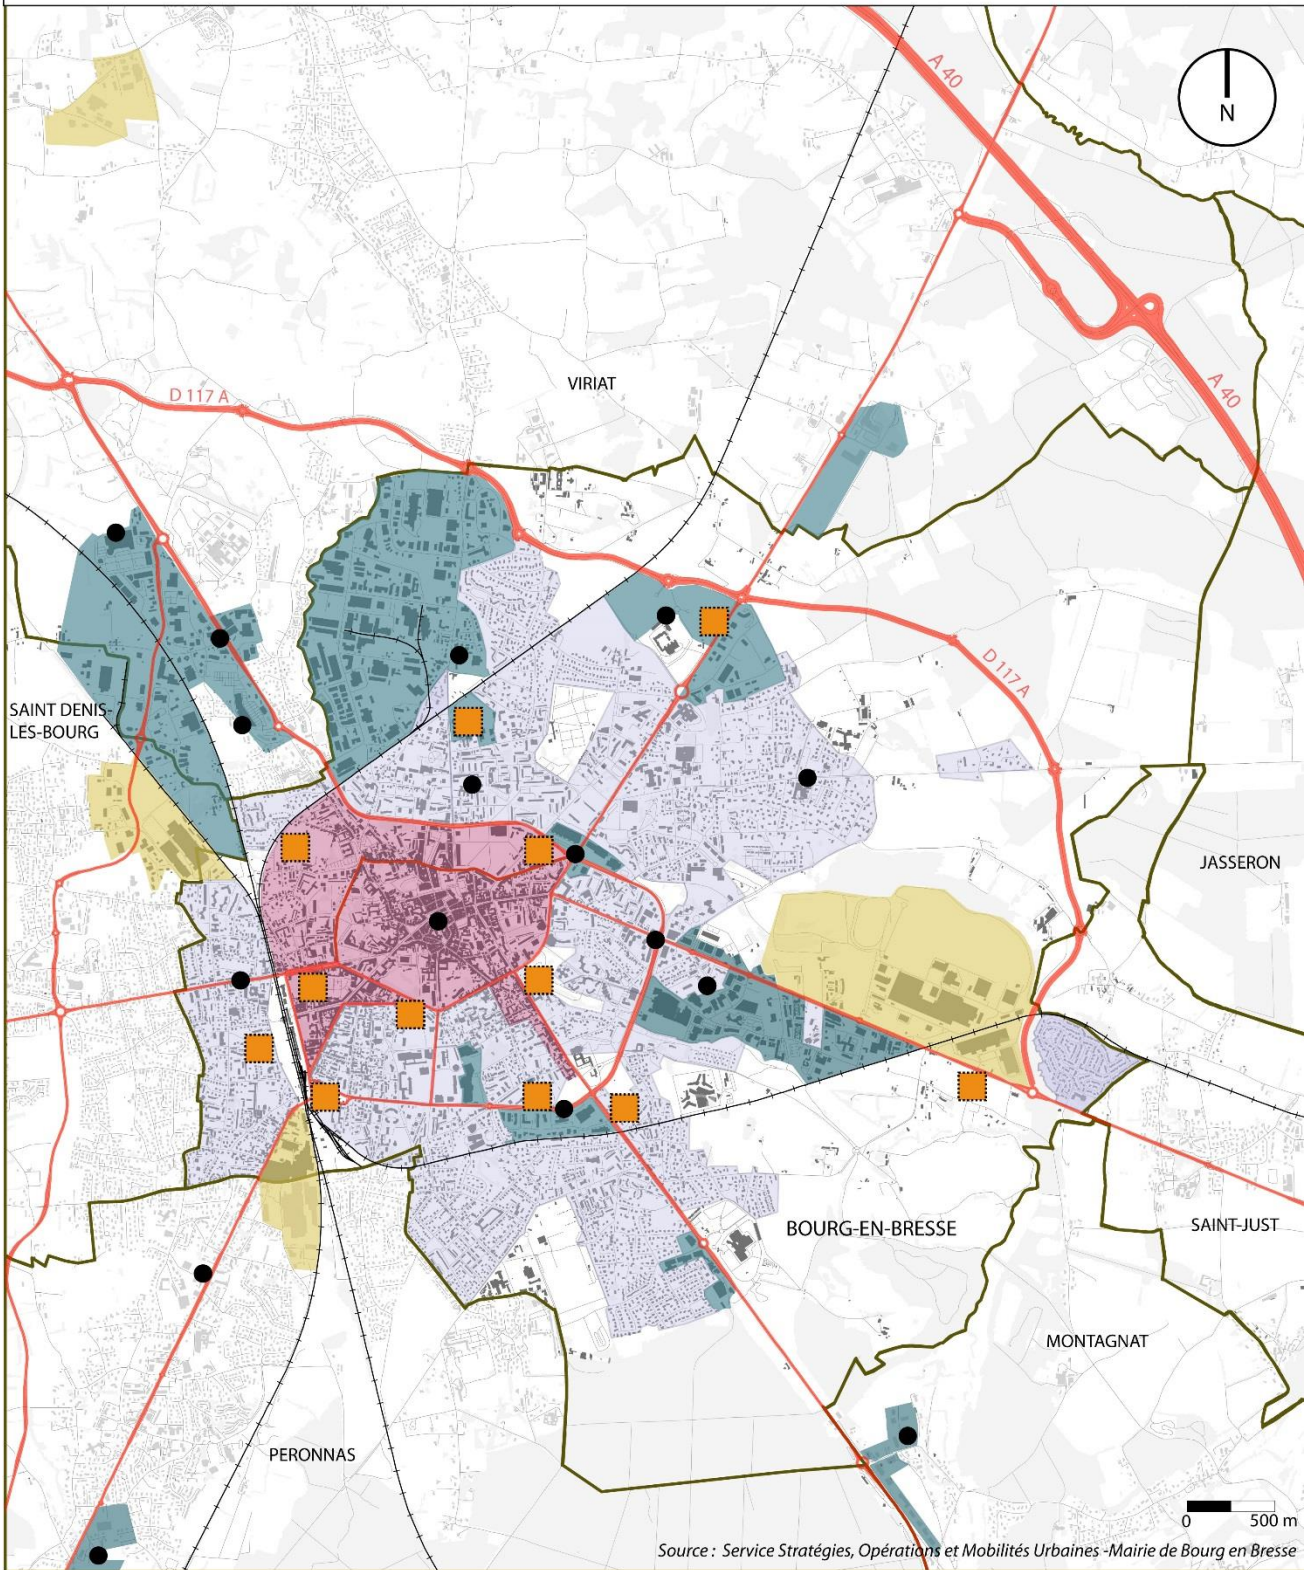 A 40
N
VIRIAT
D 117 A
A 40
SAINT DENIS-
LES-BOURG
D 117 A
JASSERON
BOURG-EN-BRESSE
SAINT-JUST
MONTAGNAT
PERONNAS
0 500 m
Source : Service Stratégies, Opérations et Mobilités Urbaines -Mairie de Bourg en Bresse